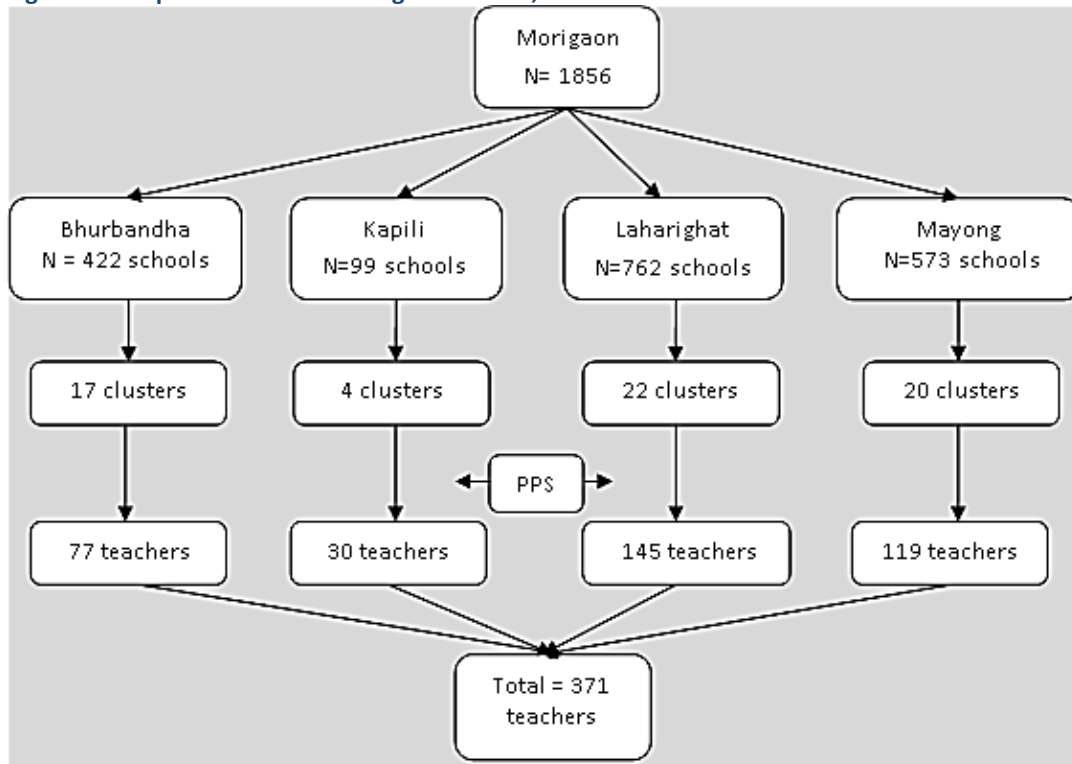 Morigaon
N= 1856
Bhurbandha
N = 422 schools
Kapili
N=99 schools
Laharighat
N=762 schools
Mayong
N=573 schools
17 clusters
4 clusters
22 clusters
20 clusters
PPS
77 teachers
30 teachers
145 teachers
119 teachers
Total = 371
teachers